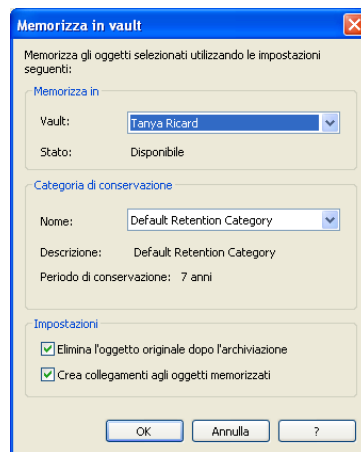 Memorizza in vault
Memorizza gli oggetti selezionati utilizzando le impostazioni
seguenti:
Memorizza in
Vault: Tanya Ricard
Stato: Disponibile
Categoria di conservazione
Nome: Default Retention Category
Descrizione: Default Retention Category
Periodo di conservazione: 7 anni
Impostazioni
Elimina l'oggetto originale dopo l'archiviazione
Crea collegamenti agli oggetti memorizzati
OK Annulla ?